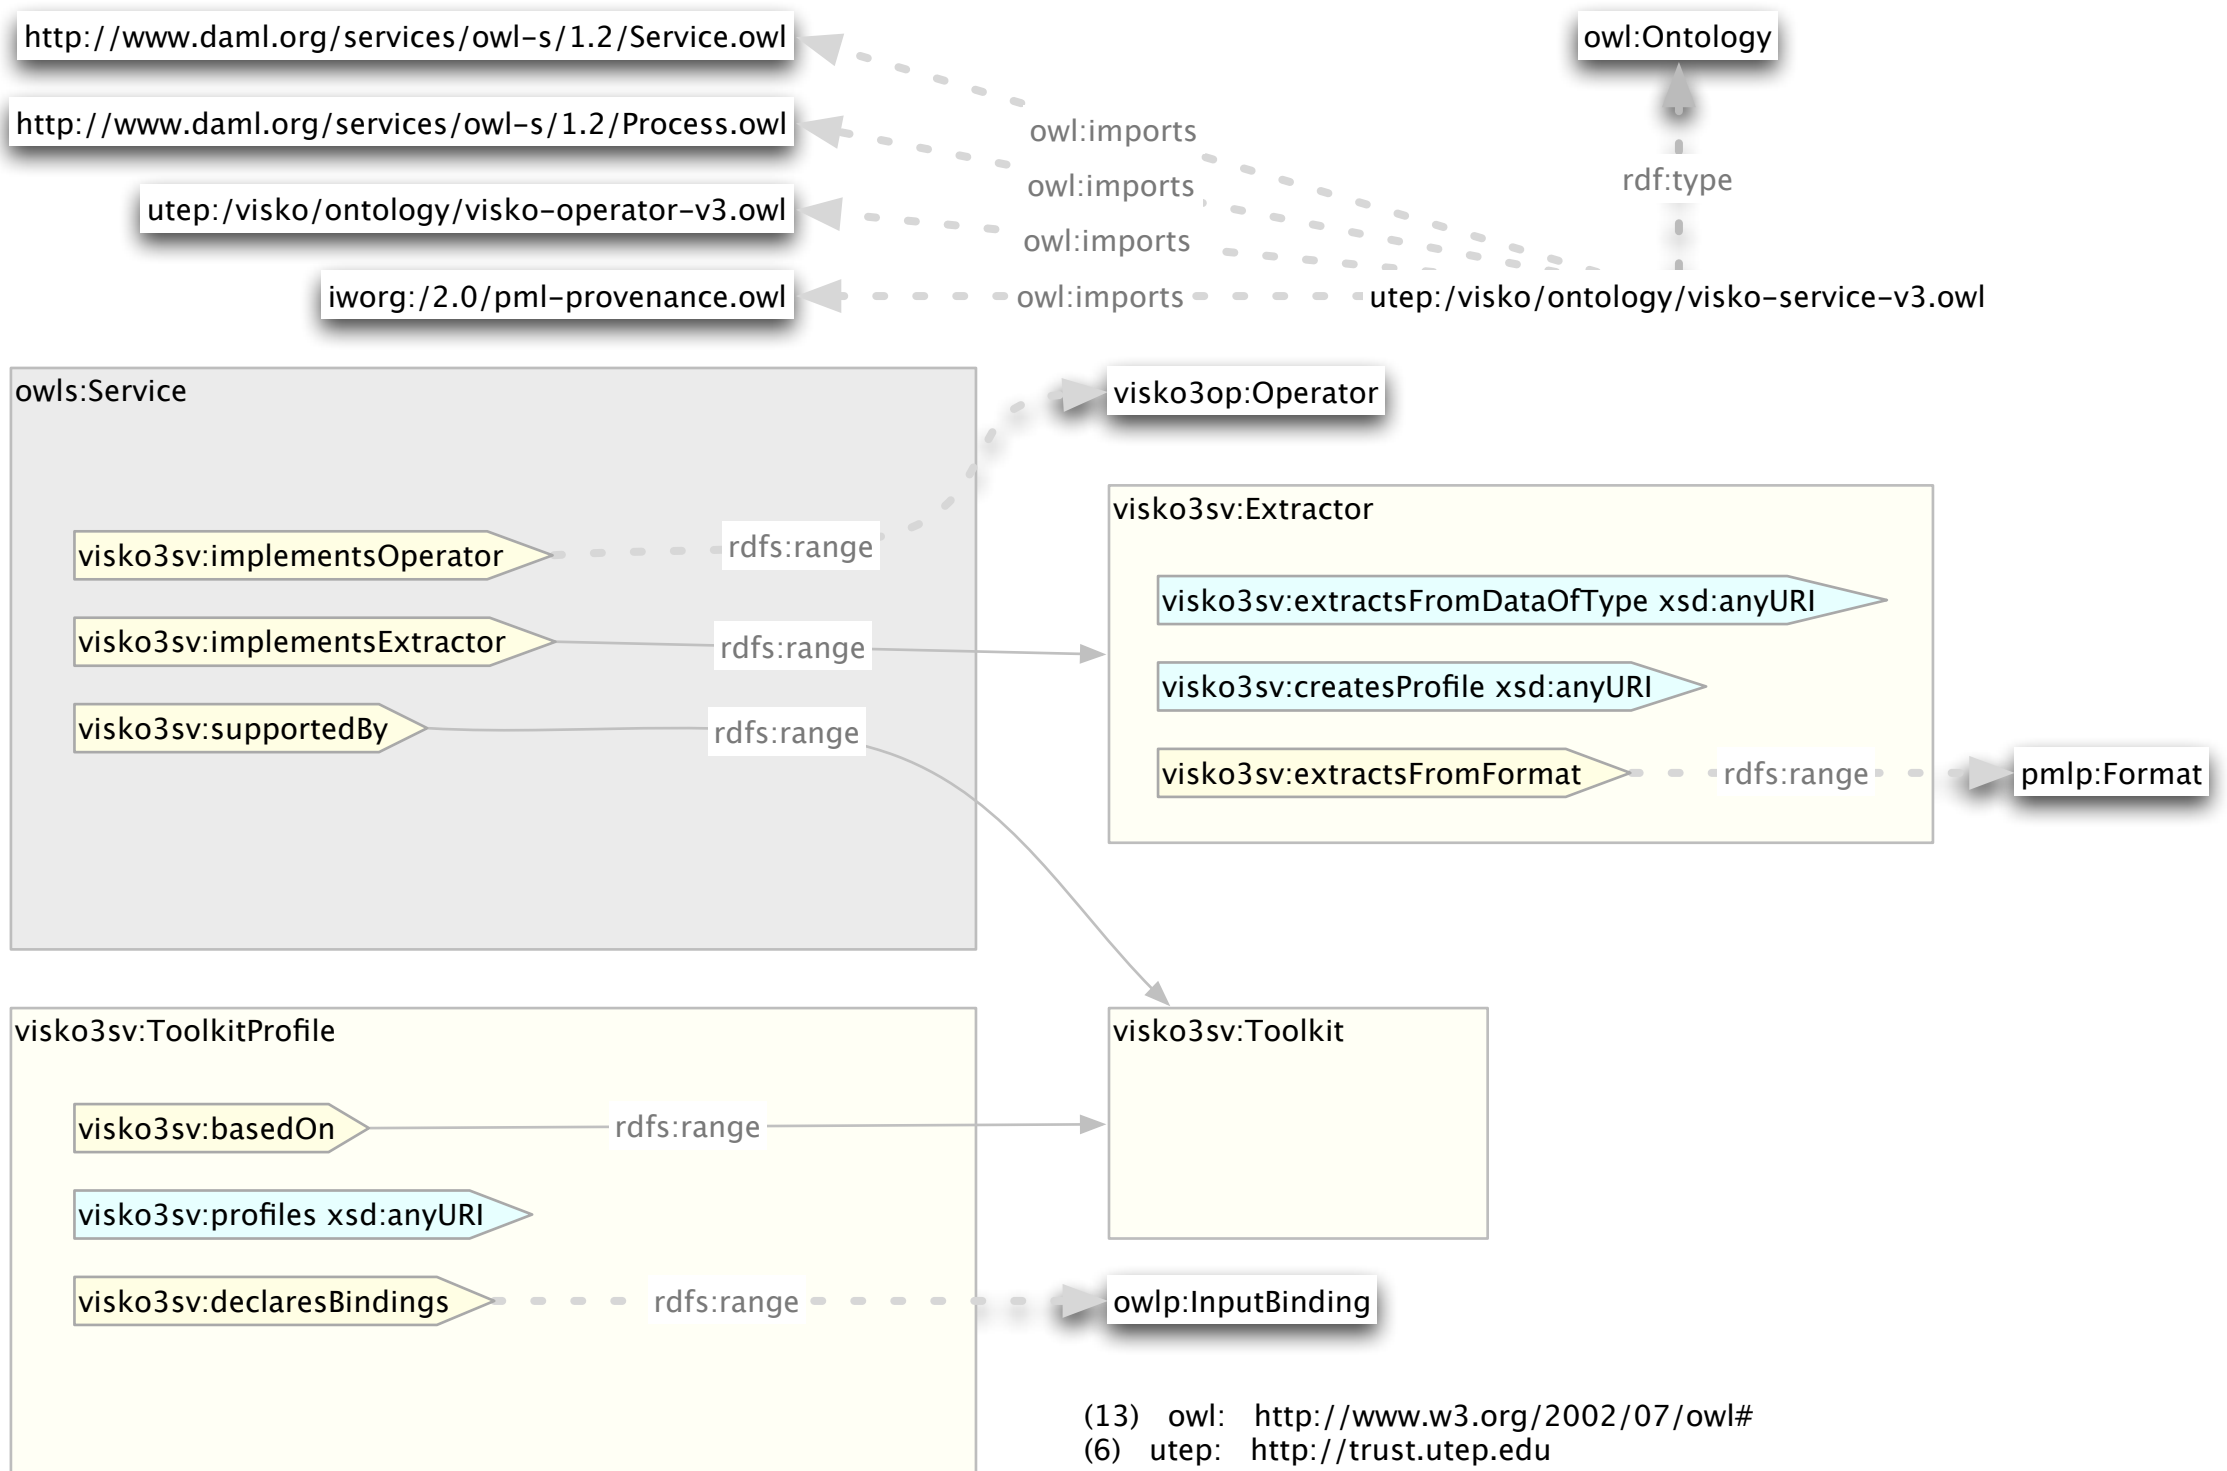 http://www.daml.org/services/owl-s/1.2/Service.owl
owl:Ontology
http://www.daml.org/services/owl-s/1.2/Process.owl
owl:imports
owl:imports
rdf:type
utep:/visko/ontology/visko-operator-v3.owl
owl:imports
iworg:/2.0/pml-provenance.owl
owl:imports
utep:/visko/ontology/visko-service-v3.owl
owls:Service
visko3op:Operator
visko3sv:implementsOperator
rdfs:range
visko3sv:implementsExtractor
rdfs:range
visko3sv:supportedBy
rdfs:range
visko3sv:Extractor
visko3sv:extractsFromDataOfType xsd:anyURI
visko3sv:createsProfile xsd:anyURI
visko3sv:extractsFromFormat
rdfs:range
pmlp:Format
visko3sv:ToolkitProfile
visko3sv:Toolkit
visko3sv:basedOn
rdfs:range
visko3sv:profiles xsd:anyURI
visko3sv:declaresBindings
rdfs:range
owlp:InputBinding
(13) owl: http://www.w3.org/2002/07/owl#
(6) utep: http://trust.utep.edu